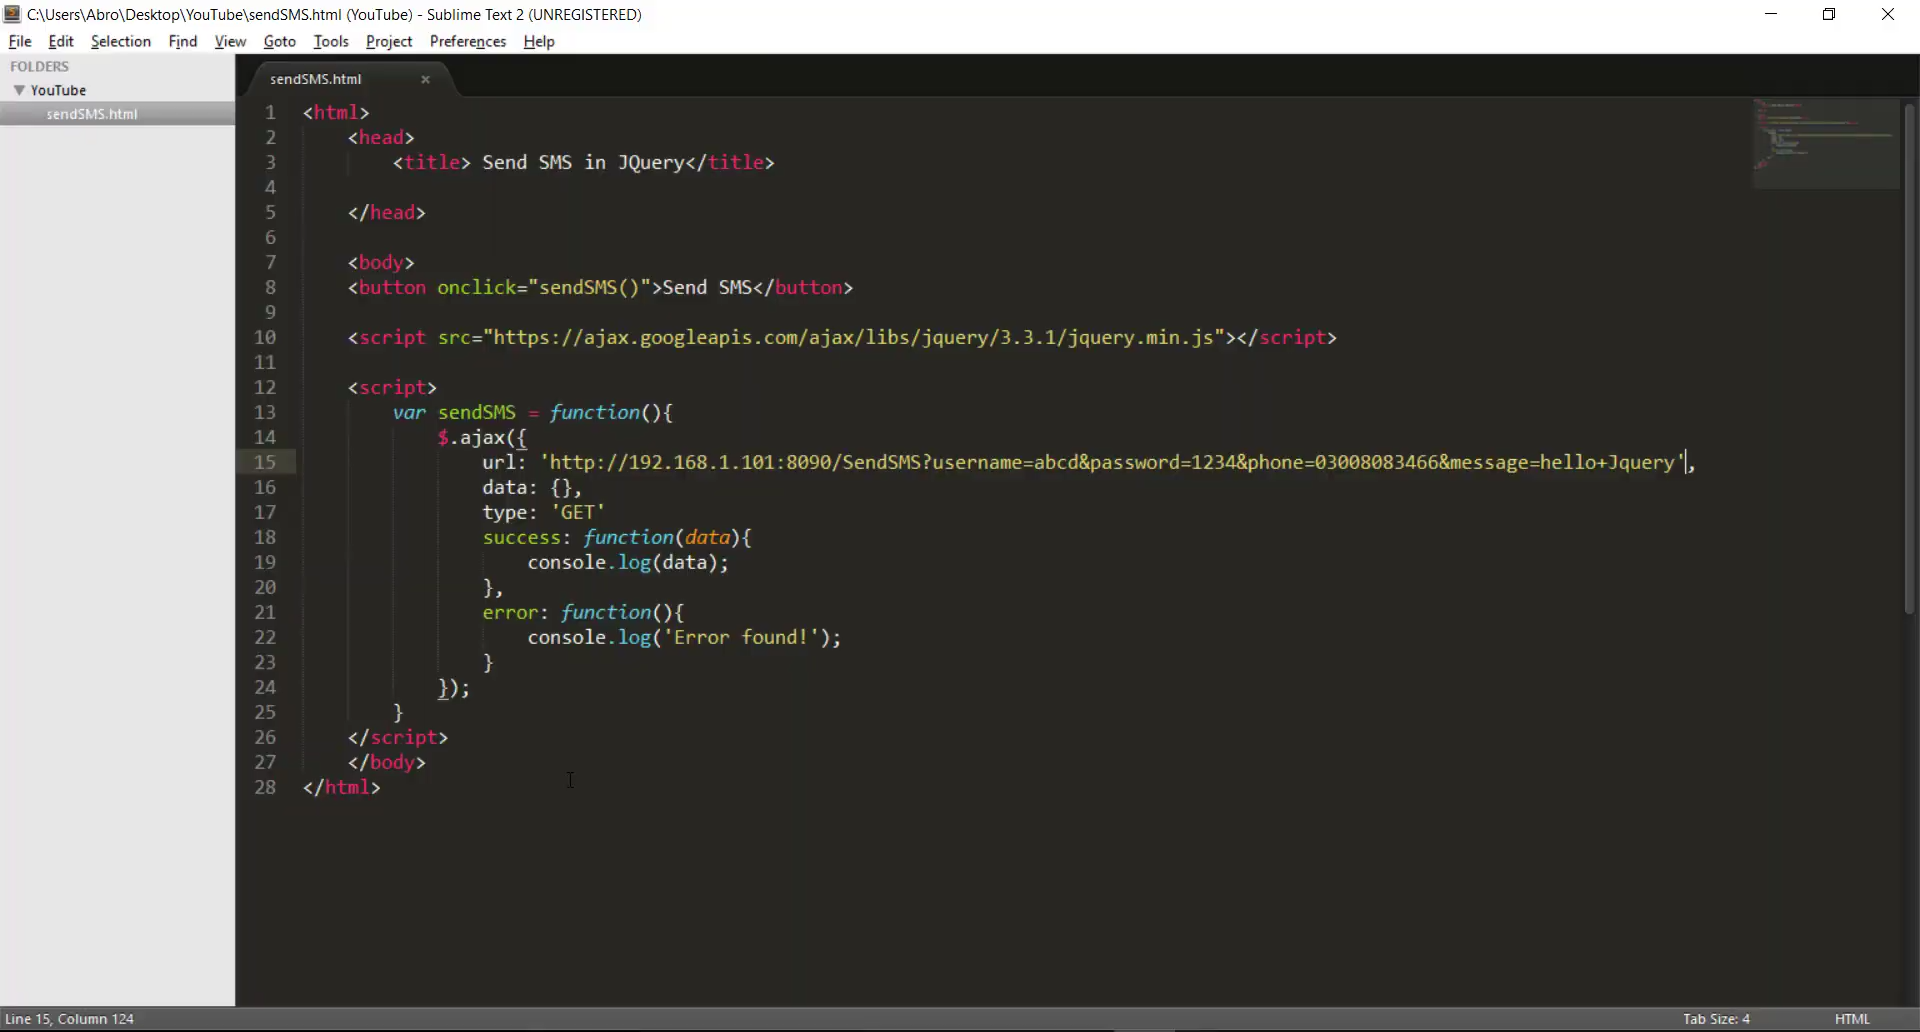 C:\Users\Abro\Desktop\YouTube\sendSMS.html (YouTube) - Sublime Text 2 (UNREGISTERED)
File Edit Selection Find View Goto Tools Project Preferences Help
FOLDERS
YouTube
sendSMS.html
sendSMS.html
1 <html>
2 <head>
3 <title> Send SMS in JQuery</title>
4
5 </head>
6
7 <body>
8 <button onclick="sendSMS()">Send SMS</button>
9
10 <script src="https://ajax.googleapis.com/ajax/libs/jquery/3.3.1/jquery.min.js"></script>
11
12 <script>
13 var sendSMS = function(){
14 $.ajax({
15 url: 'http://192.168.1.101:8090/SendSMS?username=abcd&password=1234&phone=03008083466&message=hello+Jquery',
16 data: {},
17 type: 'GET'
18 success: function(data){
19 console.log(data);
20 },
21 error: function(){
22 console.log('Error found!');
23 }
24 });
25 }
26 </script>
27 </body>
28 </html>
Line 15, Column 124
Tab Size: 4
HTML